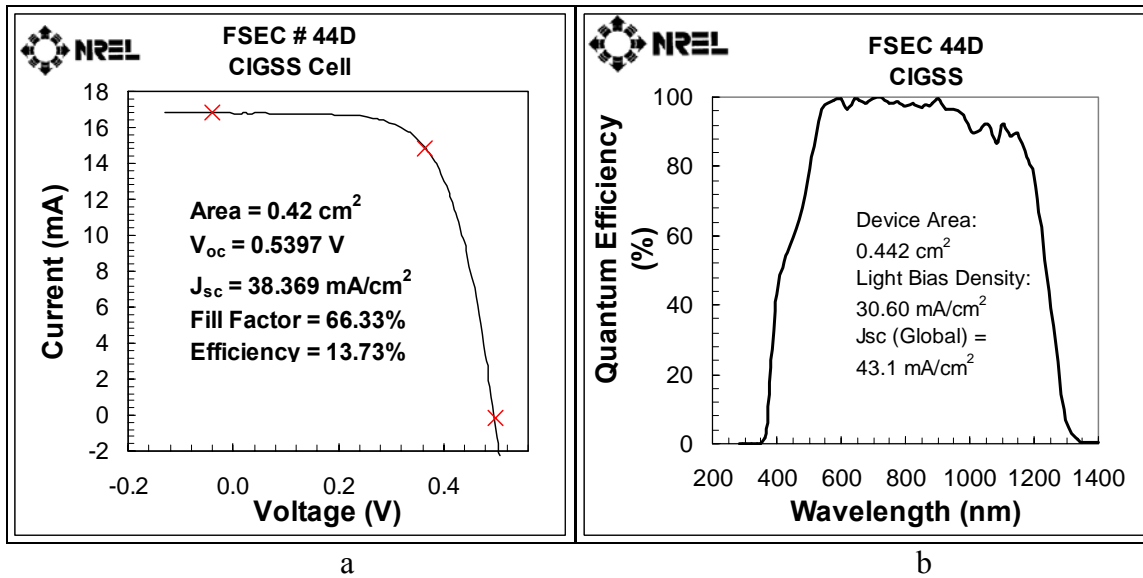 NREL
FSEC # 44D
CIGSS Cell
18
16
14
12
10
8
6
4
2
0
-2
Current (mA)
Area = 0.42 cm²
Voc = 0.5397 V
Jsc = 38.369 mA/cm²
Fill Factor = 66.33%
Efficiency = 13.73%
-0.2
0.0
0.2
0.4
Voltage (V)
a
NREL
FSEC 44D
CIGSS
100
80
60
40
20
0
Quantum Efficiency
(%)
Device Area:
0.442 cm²
Light Bias Density:
30.60 mA/cm²
Jsc (Global) =
43.1 mA/cm²
200 400 600 800 1000 1200 1400
Wavelength (nm)
b